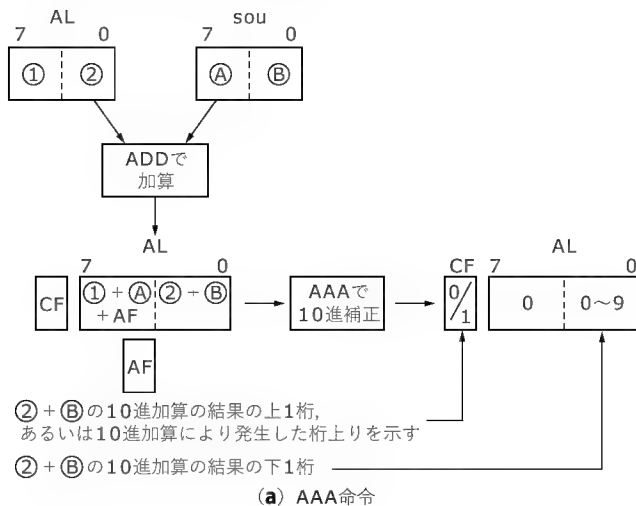 AL sou
7 0 7 0
① ② Ⓐ Ⓑ
ADDで
加算
AL
7 0
CF
①+Ⓐ ②+Ⓑ
+AF
AF
AAAで
10進補正
CF
0/1
AL
7 0
0 0～9
②+Ⓑの10進加算の結果の上1桁,
あるいは10進加算により発生した桁上りを示す
②+Ⓑの10進加算の結果の下1桁
(a) AAA命令